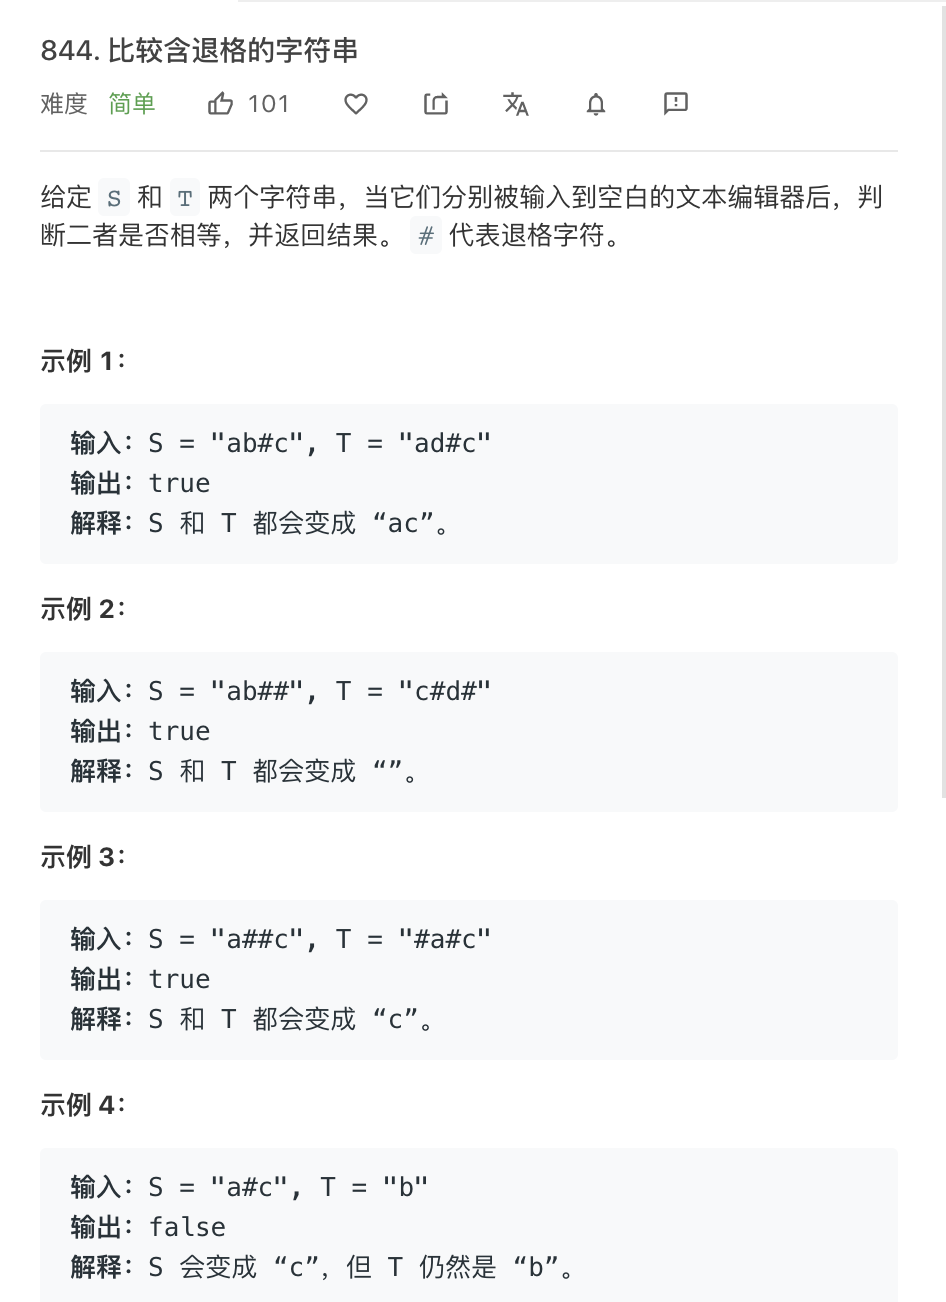 844. 比较含退格的字符串
难度 简单 101
给定 S 和 T 两个字符串，当它们分别被输入到空白的文本编辑器后，判
断二者是否相等，并返回结果。 # 代表退格字符。
示例 1：
输入：S = "ab#c", T = "ad#c"
输出：true
解释：S 和 T 都会变成 “ac”。
示例 2：
输入：S = "ab##", T = "c#d#"
输出：true
解释：S 和 T 都会变成 “”。
示例 3：
输入：S = "a##c", T = "#a#c"
输出：true
解释：S 和 T 都会变成 “c”。
示例 4：
输入：S = "a#c", T = "b"
输出：false
解释：S 会变成 “c”，但 T 仍然是 “b”。